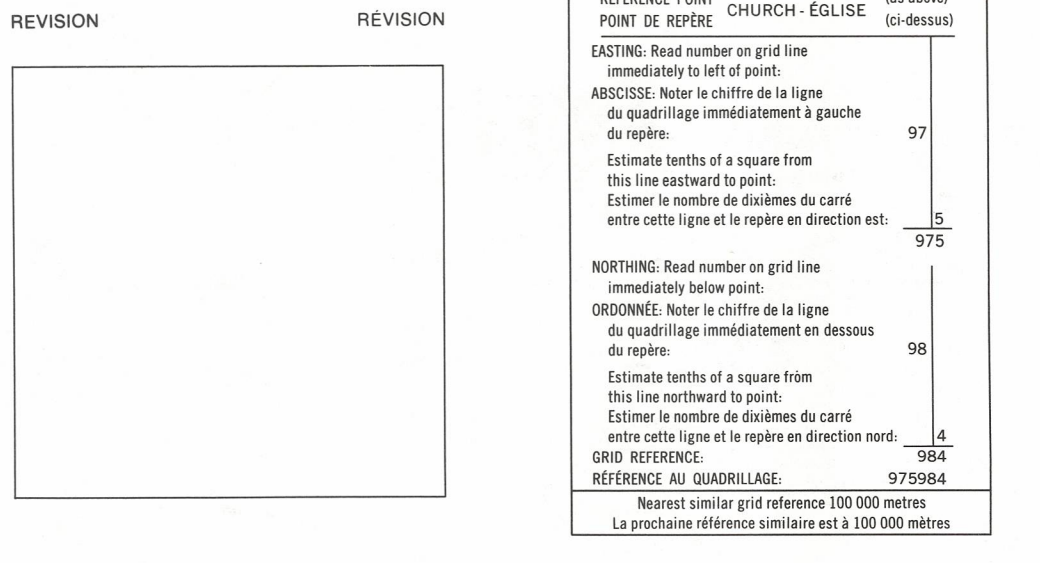 REVISION
RÉVISION
POINT DE REPÈRE CHURCH - ÉGLISE (ci-dessus)
EASTING: Read number on grid line
immediately to left of point:
ABSCISSE: Noter le chiffre de la ligne
du quadrillage immédiatement à gauche
du repère: 97
Estimate tenths of a square from
this line eastward to point:
Estimer le nombre de dixièmes du carré
entre cette ligne et le repère en direction est: 5
975
NORTHING: Read number on grid line
immediately below point:
ORDONNÉE: Noter le chiffre de la ligne
du quadrillage immédiatement en dessous
du repère: 98
Estimate tenths of a square from
this line northward to point:
Estimer le nombre de dixièmes du carré
entre cette ligne et le repère en direction nord: 4
GRID REFERENCE: 984
RÉFÉRENCE AU QUADRILLAGE: 975984
Nearest similar grid reference 100 000 metres
La prochaine référence similaire est à 100 000 mètres